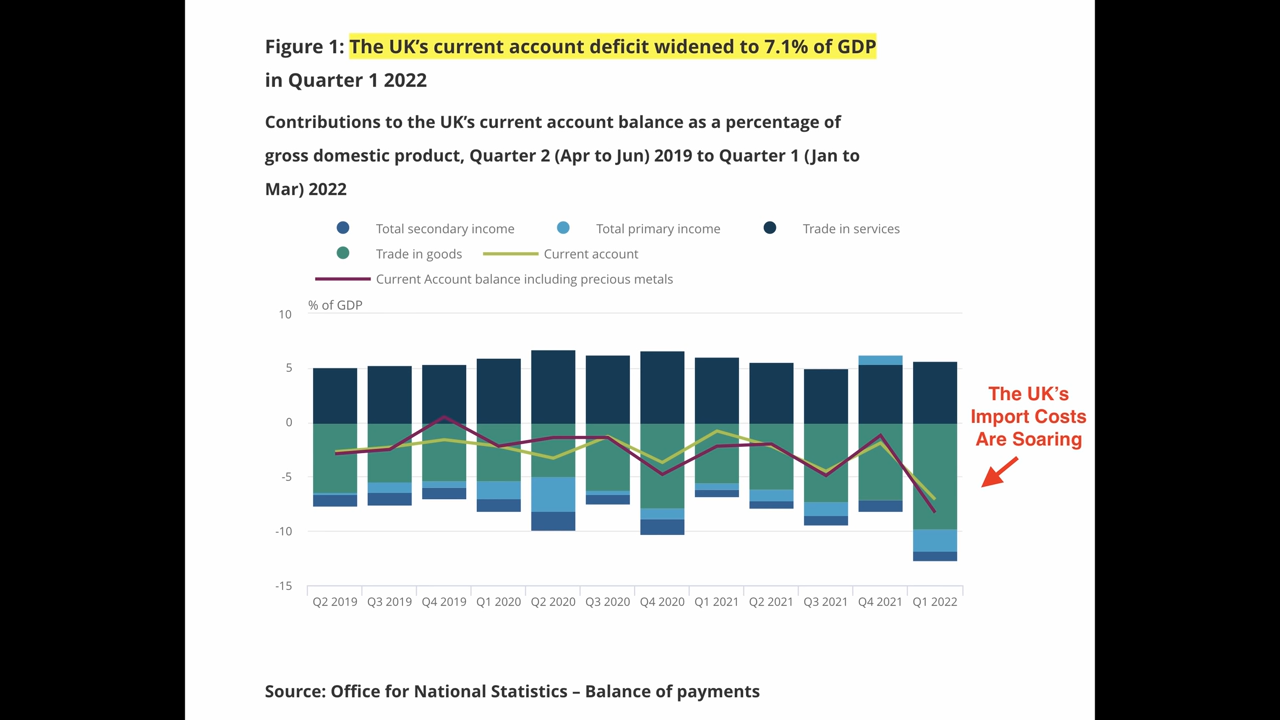 Figure 1: The UK’s current account deficit widened to 7.1% of GDP
in Quarter 1 2022
Contributions to the UK’s current account balance as a percentage of
gross domestic product, Quarter 2 (Apr to Jun) 2019 to Quarter 1 (Jan to
Mar) 2022
Total secondary income Total primary income Trade in services
Trade in goods Current account
Current Account balance including precious metals
% of GDP
10
5
0
-5
-10
-15
Q2 2019 Q3 2019 Q4 2019 Q1 2020 Q2 2020 Q3 2020 Q4 2020 Q1 2021 Q2 2021 Q3 2021 Q4 2021 Q1 2022
The UK’s
Import Costs
Are Soaring
Source: Office for National Statistics – Balance of payments